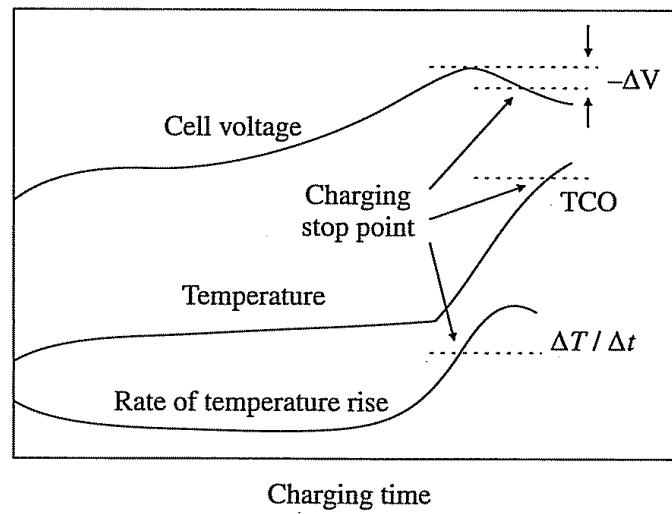 −ΔV
Cell voltage
Charging
stop point
TCO
Temperature
ΔT / Δt
Rate of temperature rise
Charging time